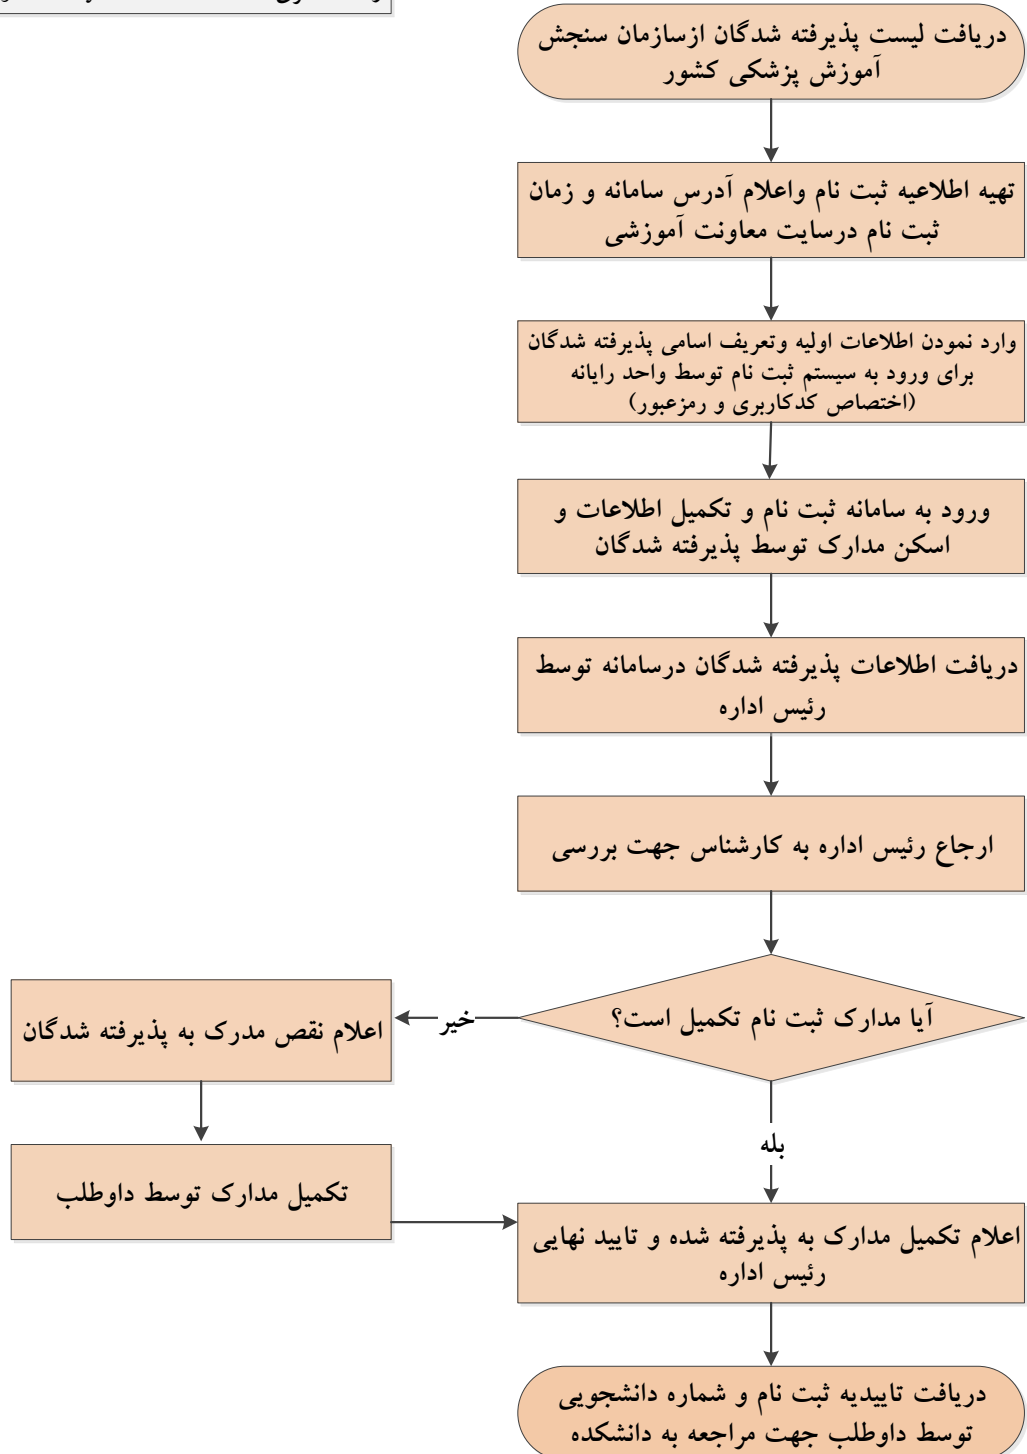 دریافت لیست پذیرفته شدگان ازسازمان سنجش
آموزش پزشکی کشور
تهیه اطلاعیه ثبت نام واعلام آدرس سامانه و زمان
ثبت نام درسایت معاونت آموزشی
وارد نمودن اطلاعات اولیه وتعریف اسامی پذیرفته شدگان
برای ورود به سیستم ثبت نام توسط واحد رایانه
(اختصاص کدکاربری و رمزعبور)
ورود به سامانه ثبت نام و تکمیل اطلاعات و
اسکن مدارک توسط پذیرفته شدگان
دریافت اطلاعات پذیرفته شدگان درسامانه توسط
رئیس اداره
ارجاع رئیس اداره به کارشناس جهت بررسی
آیا مدارک ثبت نام تکمیل است؟
خیر
اعلام نقص مدرک به پذیرفته شدگان
بله
تکمیل مدارک توسط داوطلب
اعلام تکمیل مدارک به پذیرفته شده و تایید نهایی
رئیس اداره
دریافت تاییدیه ثبت نام و شماره دانشجویی
توسط داوطلب جهت مراجعه به دانشکده